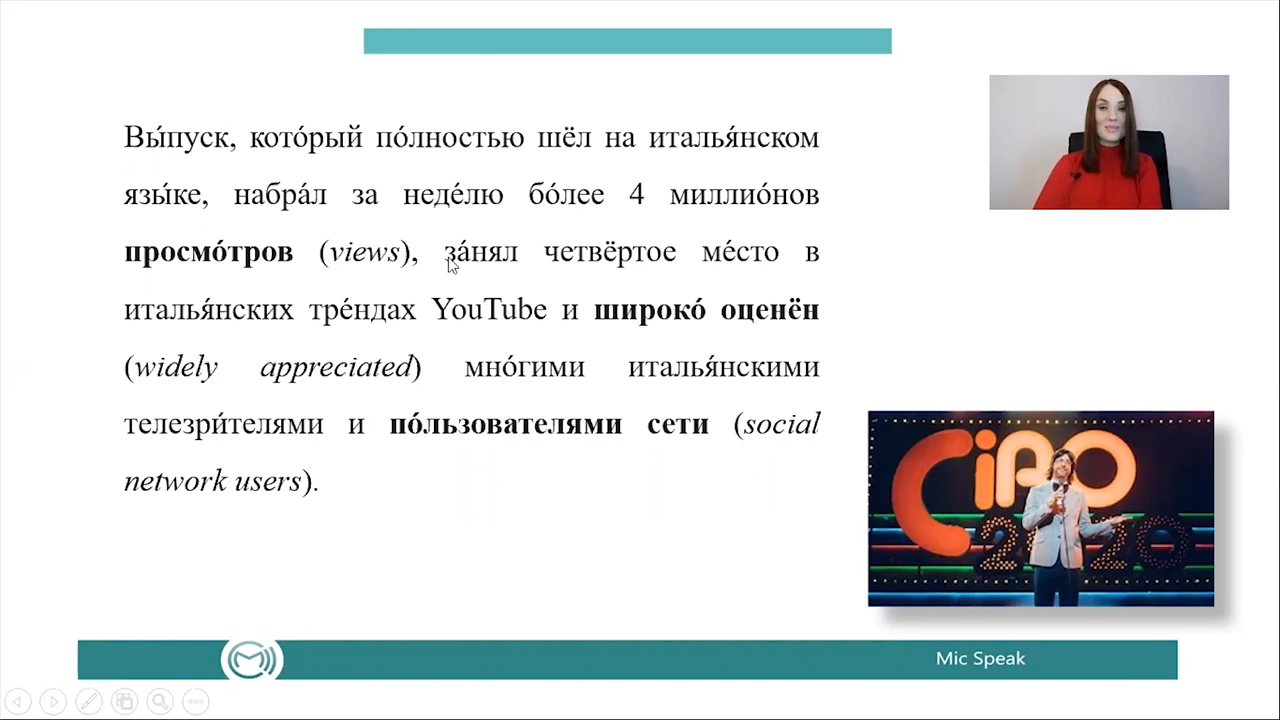 Вы́пуск, кото́рый по́лностью шёл на италья́нском
язы́ке, набра́л за неде́лю бо́лее 4 миллио́нов
просмо́тров (views), за́нял четвёртое ме́сто в
италья́нских тре́ндах YouTube и широко́ оценён
(widely appreciated) мно́гими италья́нскими
телезри́телями и по́льзователями сети (social
network users).
CIAO
2020
Mic Speak